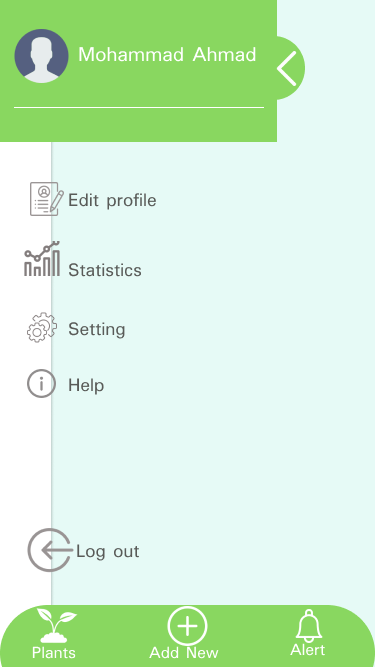 Mohammad Ahmad
Edit profile
Statistics
Setting
Help
Log out
Plants
Add New
Alert